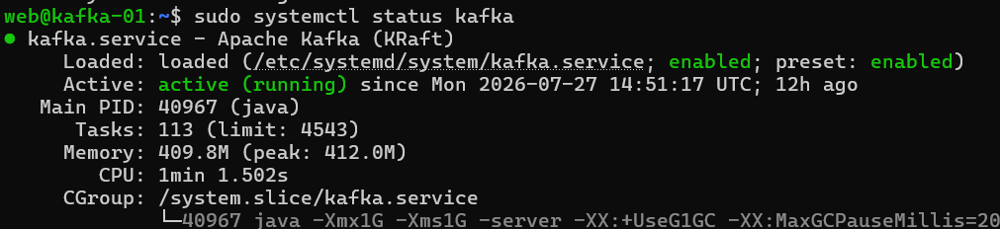 web@kafka-01:~$ sudo systemctl status kafka
● kafka.service - Apache Kafka (KRaft)
Loaded: loaded (/etc/systemd/system/kafka.service; enabled; preset: enabled)
Active: active (running) since Mon 2026-07-27 14:51:17 UTC; 12h ago
Main PID: 40967 (java)
Tasks: 113 (limit: 4543)
Memory: 409.8M (peak: 412.0M)
CPU: 1min 1.502s
CGroup: /system.slice/kafka.service
└─40967 java -Xmx1G -Xms1G -server -XX:+UseG1GC -XX:MaxGCPauseMillis=20